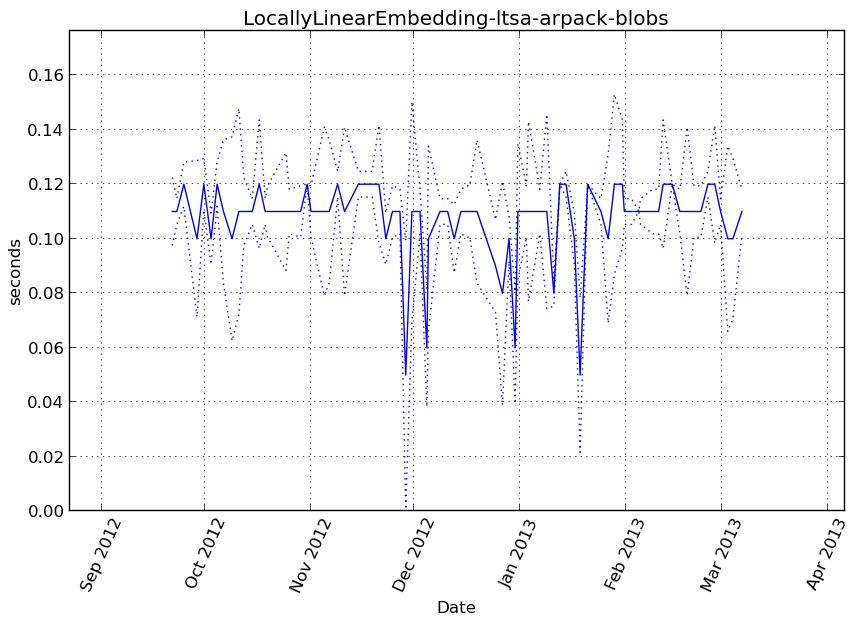 LocallyLinearEmbedding-ltsa-arpack-blobs
0.16
0.14
0.12
0.10
0.08
0.06
0.04
0.02
0.00
seconds
Sep 2012
Oct 2012
Nov 2012
Dec 2012
Jan 2013
Feb 2013
Mar 2013
Apr 2013
Date